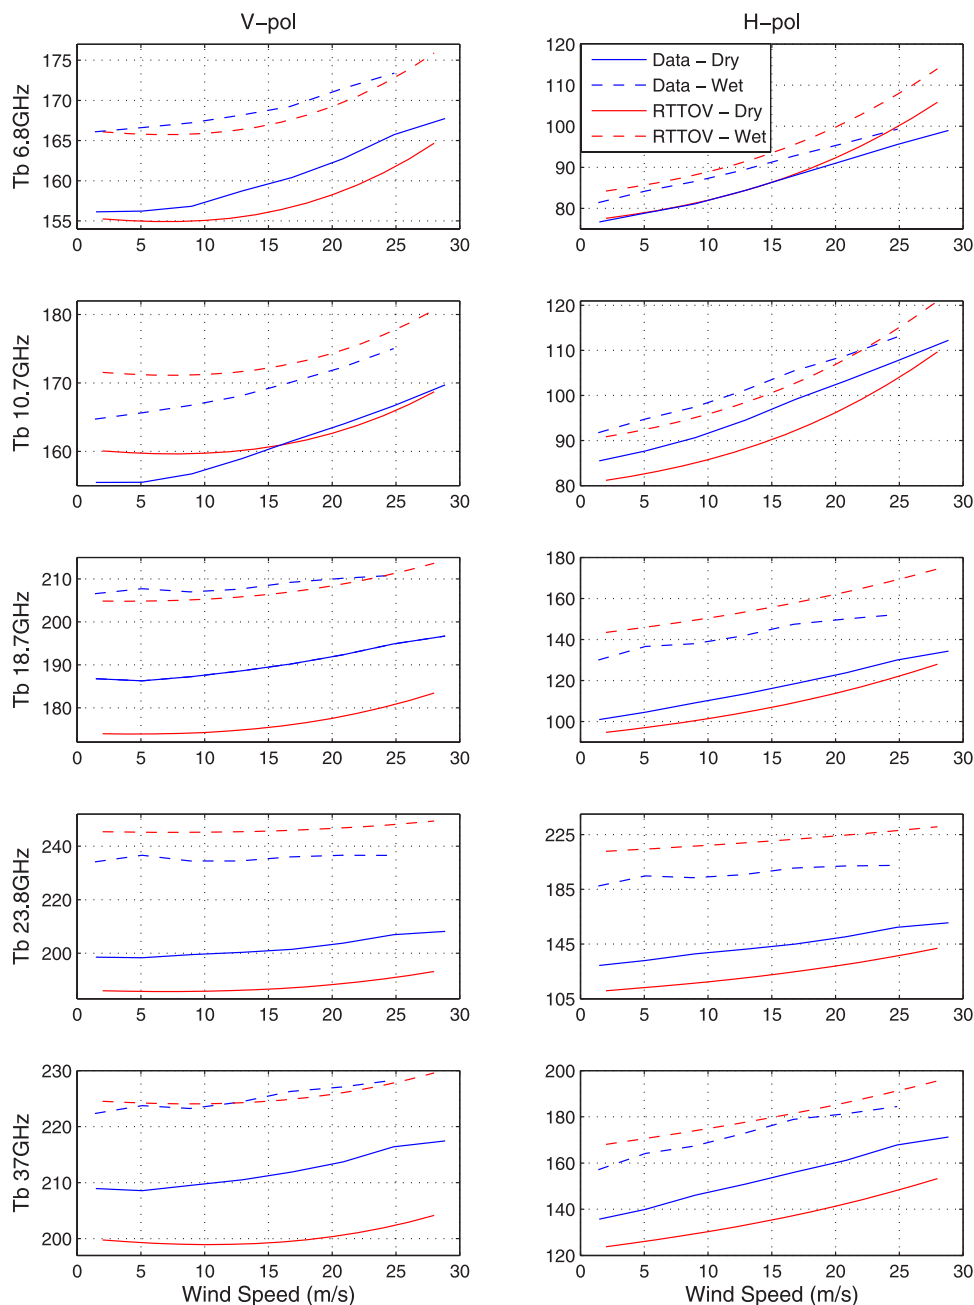 V-pol
H-pol
Tb 6.8GHz
175
170
165
160
155
0 5 10 15 20 25 30
120
110
100
90
80
0 5 10 15 20 25 30
Data - Dry
Data - Wet
RTTOV - Dry
RTTOV - Wet
Tb 10.7GHz
180
170
160
0 5 10 15 20 25 30
120
110
100
90
80
0 5 10 15 20 25 30
Tb 18.7GHz
210
200
190
180
0 5 10 15 20 25 30
180
160
140
120
100
0 5 10 15 20 25 30
Tb 23.8GHz
240
220
200
0 5 10 15 20 25 30
225
185
145
105
0 5 10 15 20 25 30
Tb 37GHz
230
220
210
200
0 5 10 15 20 25 30
Wind Speed (m/s)
200
180
160
140
120
0 5 10 15 20 25 30
Wind Speed (m/s)